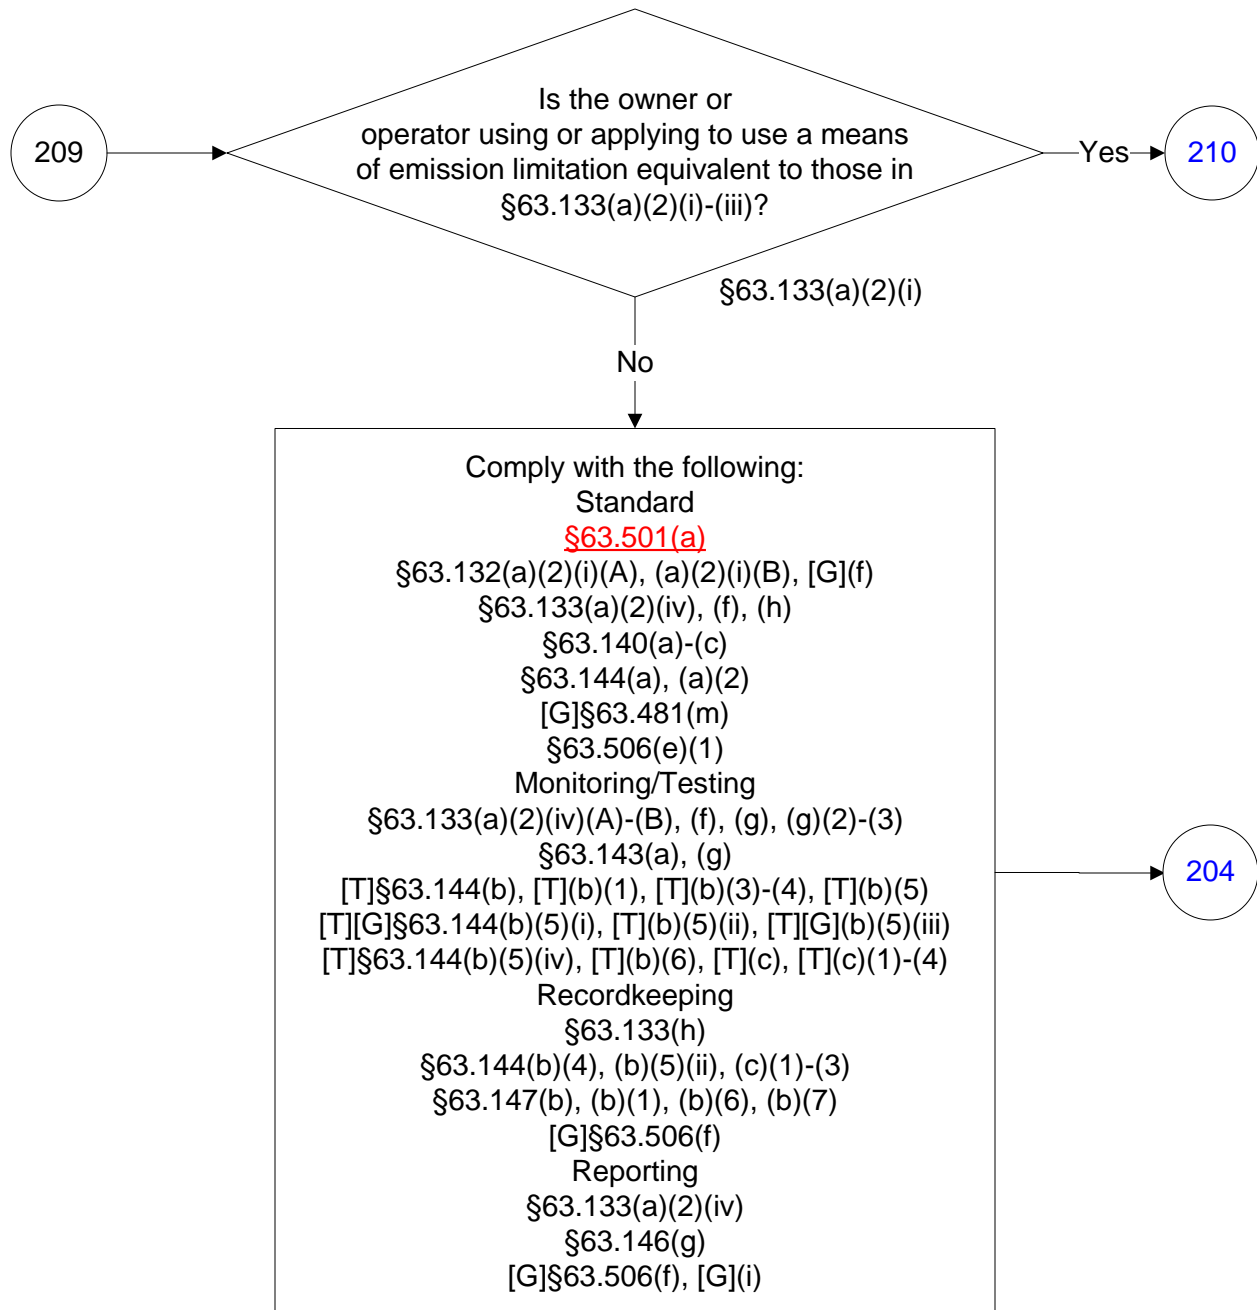 209
Is the owner or
operator using or applying to use a means
of emission limitation equivalent to those in
§63.133(a)(2)(i)-(iii)?
Yes
210
§63.133(a)(2)(i)
No
Comply with the following:
Standard
§63.501(a)
§63.132(a)(2)(i)(A), (a)(2)(i)(B), [G](f)
§63.133(a)(2)(iv), (f), (h)
§63.140(a)-(c)
§63.144(a), (a)(2)
[G]§63.481(m)
§63.506(e)(1)
Monitoring/Testing
§63.133(a)(2)(iv)(A)-(B), (f), (g), (g)(2)-(3)
§63.143(a), (g)
[T]§63.144(b), [T](b)(1), [T](b)(3)-(4), [T](b)(5)
[T][G]§63.144(b)(5)(i), [T](b)(5)(ii), [T][G](b)(5)(iii)
[T]§63.144(b)(5)(iv), [T](b)(6), [T](c), [T](c)(1)-(4)
Recordkeeping
§63.133(h)
§63.144(b)(4), (b)(5)(ii), (c)(1)-(3)
§63.147(b), (b)(1), (b)(6), (b)(7)
[G]§63.506(f)
Reporting
§63.133(a)(2)(iv)
§63.146(g)
[G]§63.506(f), [G](i)
204